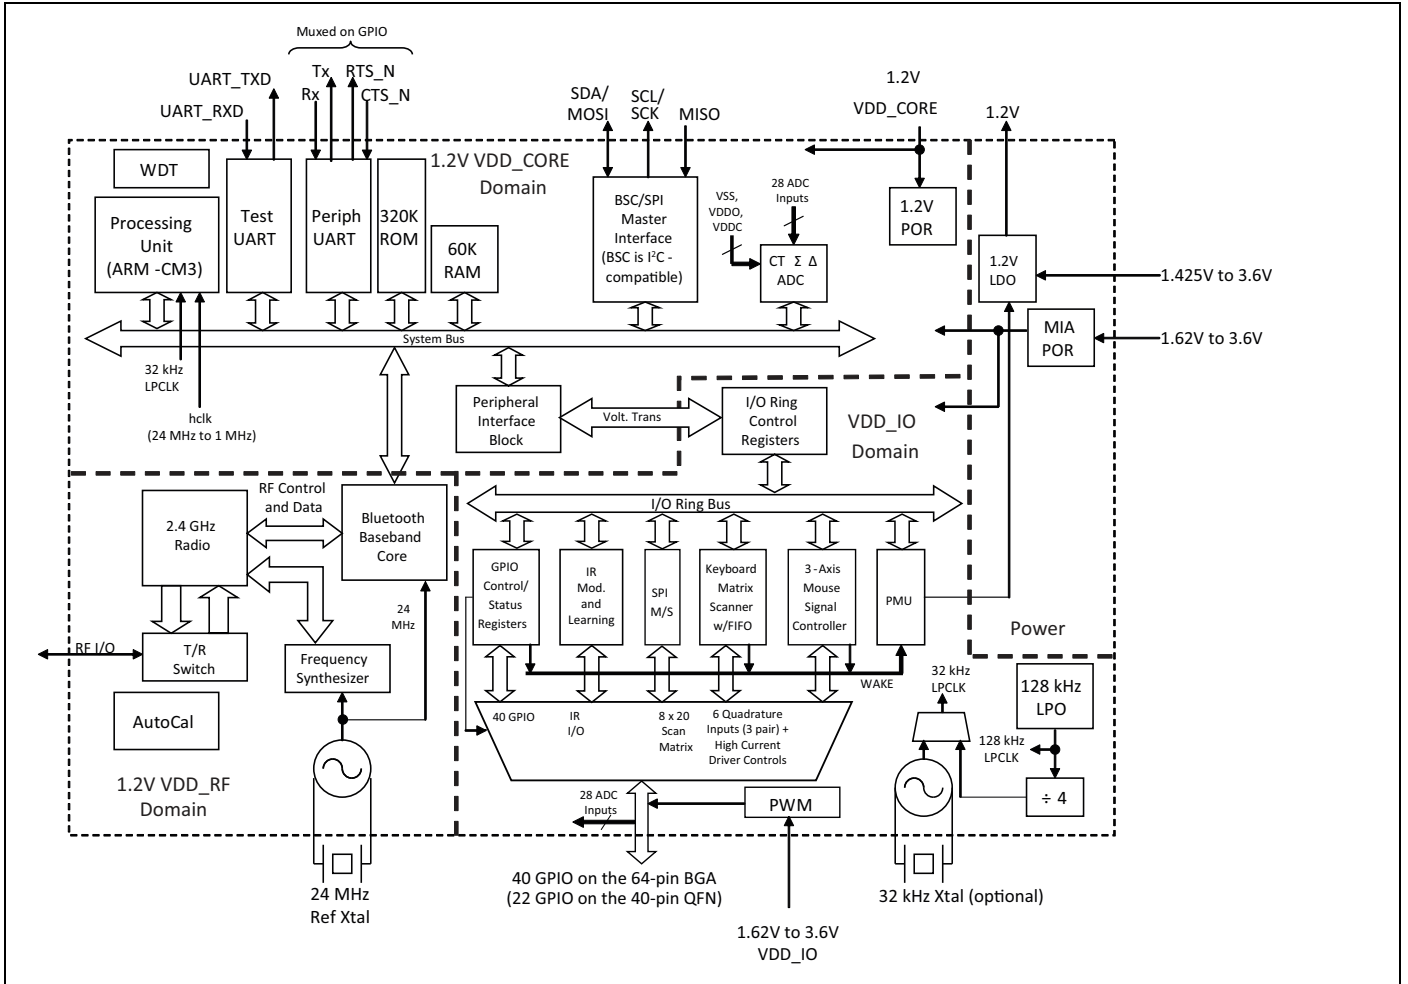 Muxed on GPIO
UART_TXD
Tx
RTS_N
UART_RXD
Rx
CTS_N
SDA/
MOSI
SCL/
SCK
MISO
1.2V
VDD_CORE
1.2V
WDT
1.2V VDD_CORE
Domain
Processing
Unit
(ARM -CM3)
Test
UART
Periph
UART
320K
ROM
60K
RAM
BSC/SPI
Master
Interface
(BSC is I²C -
compatible)
VSS,
VDDO,
VDDC
28 ADC
Inputs
CT Σ Δ
ADC
1.2V
POR
1.2V
LDO
1.425V to 3.6V
MIA
POR
1.62V to 3.6V
System Bus
32 kHz
LPCLK
hclk
(24 MHz to 1 MHz)
Peripheral
Interface
Block
Volt. Trans
I/O Ring
Control
Registers
VDD_IO
Domain
RF Control
and Data
2.4 GHz
Radio
Bluetooth
Baseband
Core
I/O Ring Bus
GPIO
Control/
Status
Registers
IR
Mod.
and
Learning
SPI
M/S
Keyboard
Matrix
Scanner
w/FIFO
3-Axis
Mouse
Signal
Controller
PMU
24
MHz
Power
RF I/O
T/R
Switch
Frequency
Synthesizer
WAKE
32 kHz
LPCLK
128 kHz
LPO
AutoCal
40 GPIO
IR
I/O
8 x 20
Scan
Matrix
6 Quadrature
Inputs (3 pair) +
High Current
Driver Controls
128 kHz
LPCLK
÷ 4
1.2V VDD_RF
Domain
28 ADC
Inputs
PWM
24 MHz
Ref Xtal
40 GPIO on the 64-pin BGA
(22 GPIO on the 40-pin QFN)
32 kHz Xtal (optional)
1.62V to 3.6V
VDD_IO